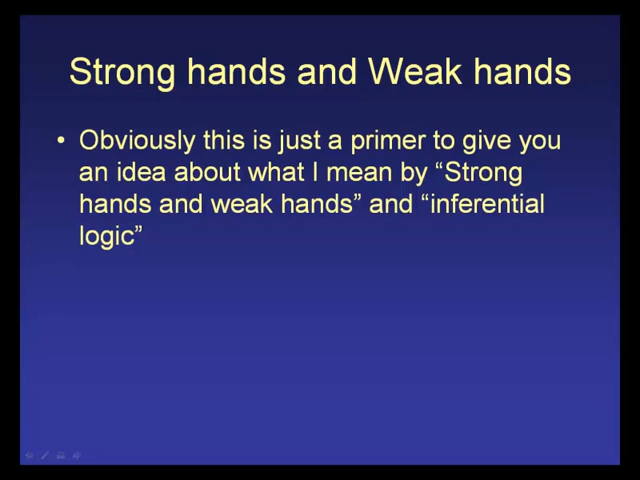 Strong hands and Weak hands
• Obviously this is just a primer to give you
an idea about what I mean by “Strong
hands and weak hands” and “inferential
logic”